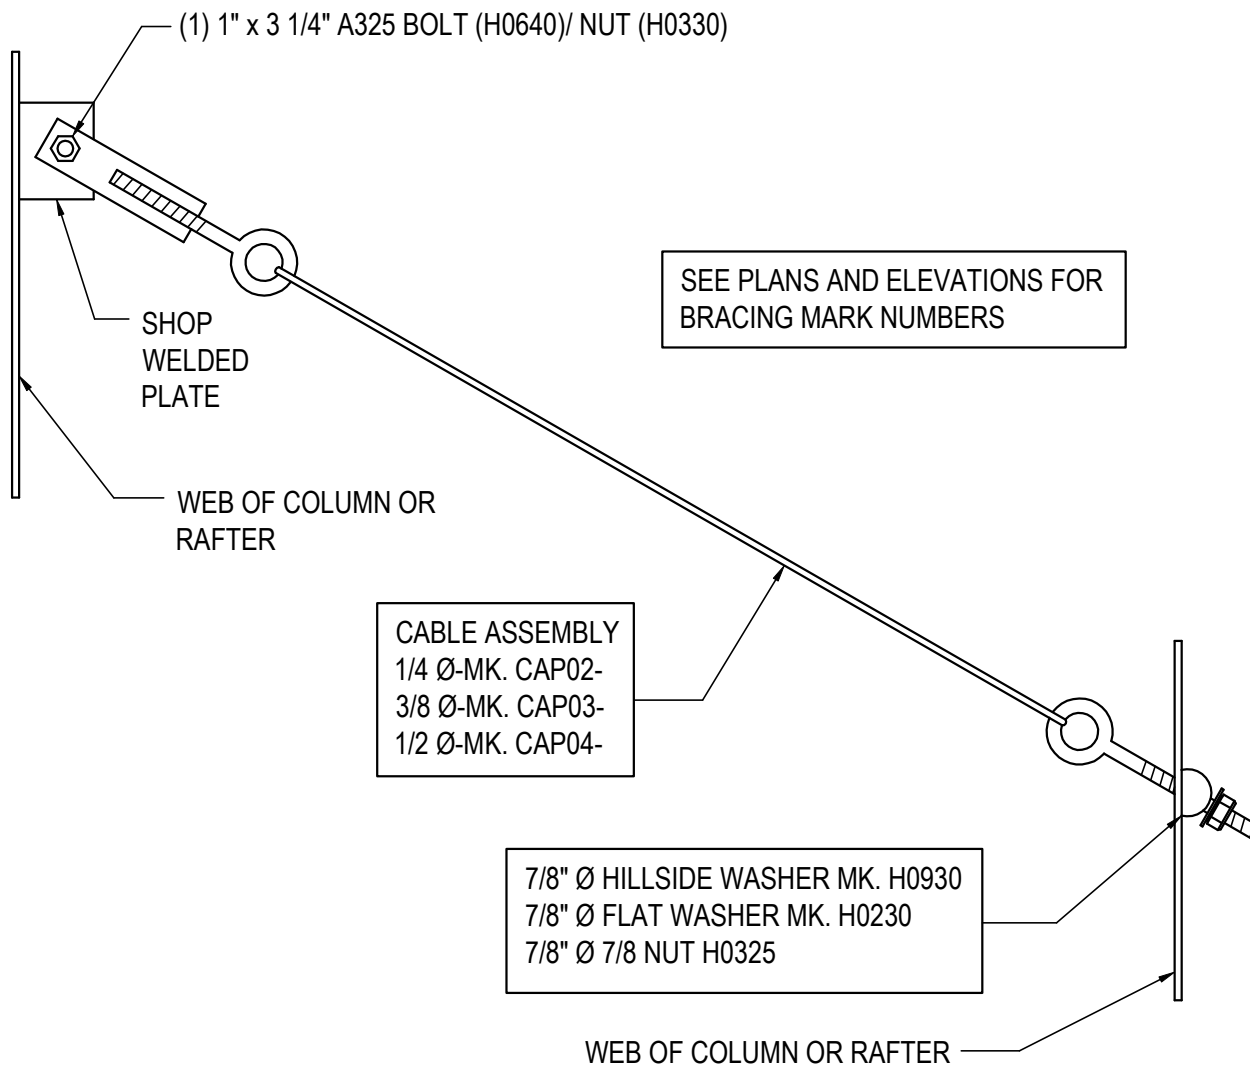 (1) 1" x 3 1/4" A325 BOLT (H0640)/ NUT (H0330)
SEE PLANS AND ELEVATIONS FOR
BRACING MARK NUMBERS
SHOP
WELDED
PLATE
WEB OF COLUMN OR
RAFTER
CABLE ASSEMBLY
1/4 Ø-MK. CAP02-
3/8 Ø-MK. CAP03-
1/2 Ø-MK. CAP04-
7/8" Ø HILLSIDE WASHER MK. H0930
7/8" Ø FLAT WASHER MK. H0230
7/8" Ø 7/8 NUT H0325
WEB OF COLUMN OR RAFTER